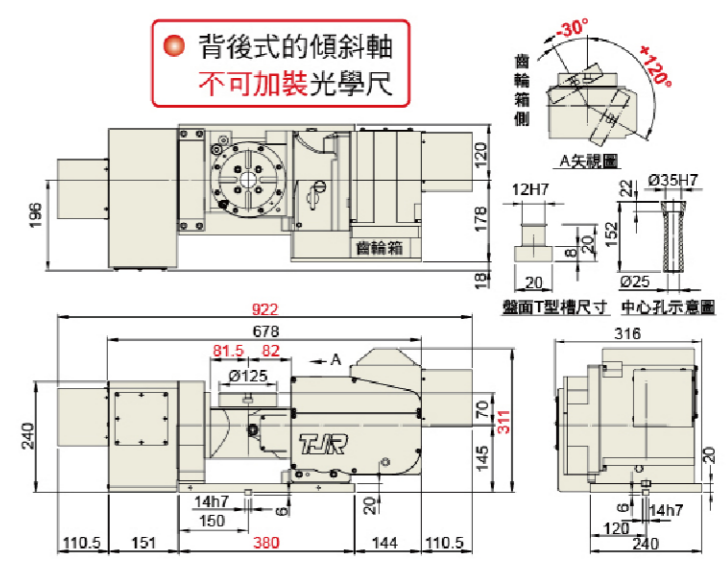 背後式的傾斜軸
不可加裝光學尺
-30°
+120°
齒輪箱側
A矢視圖
196
120
178
18
齒輪箱
12H7
8
20
20
盤面T型槽尺寸
Ø35H7
22
152
Ø25
中心孔示意圖
922
678
81.5
82
A
Ø125
240
TJR
70
145
311
14h7
6
20
150
110.5
151
380
144
110.5
316
20
6
14h7
120
240